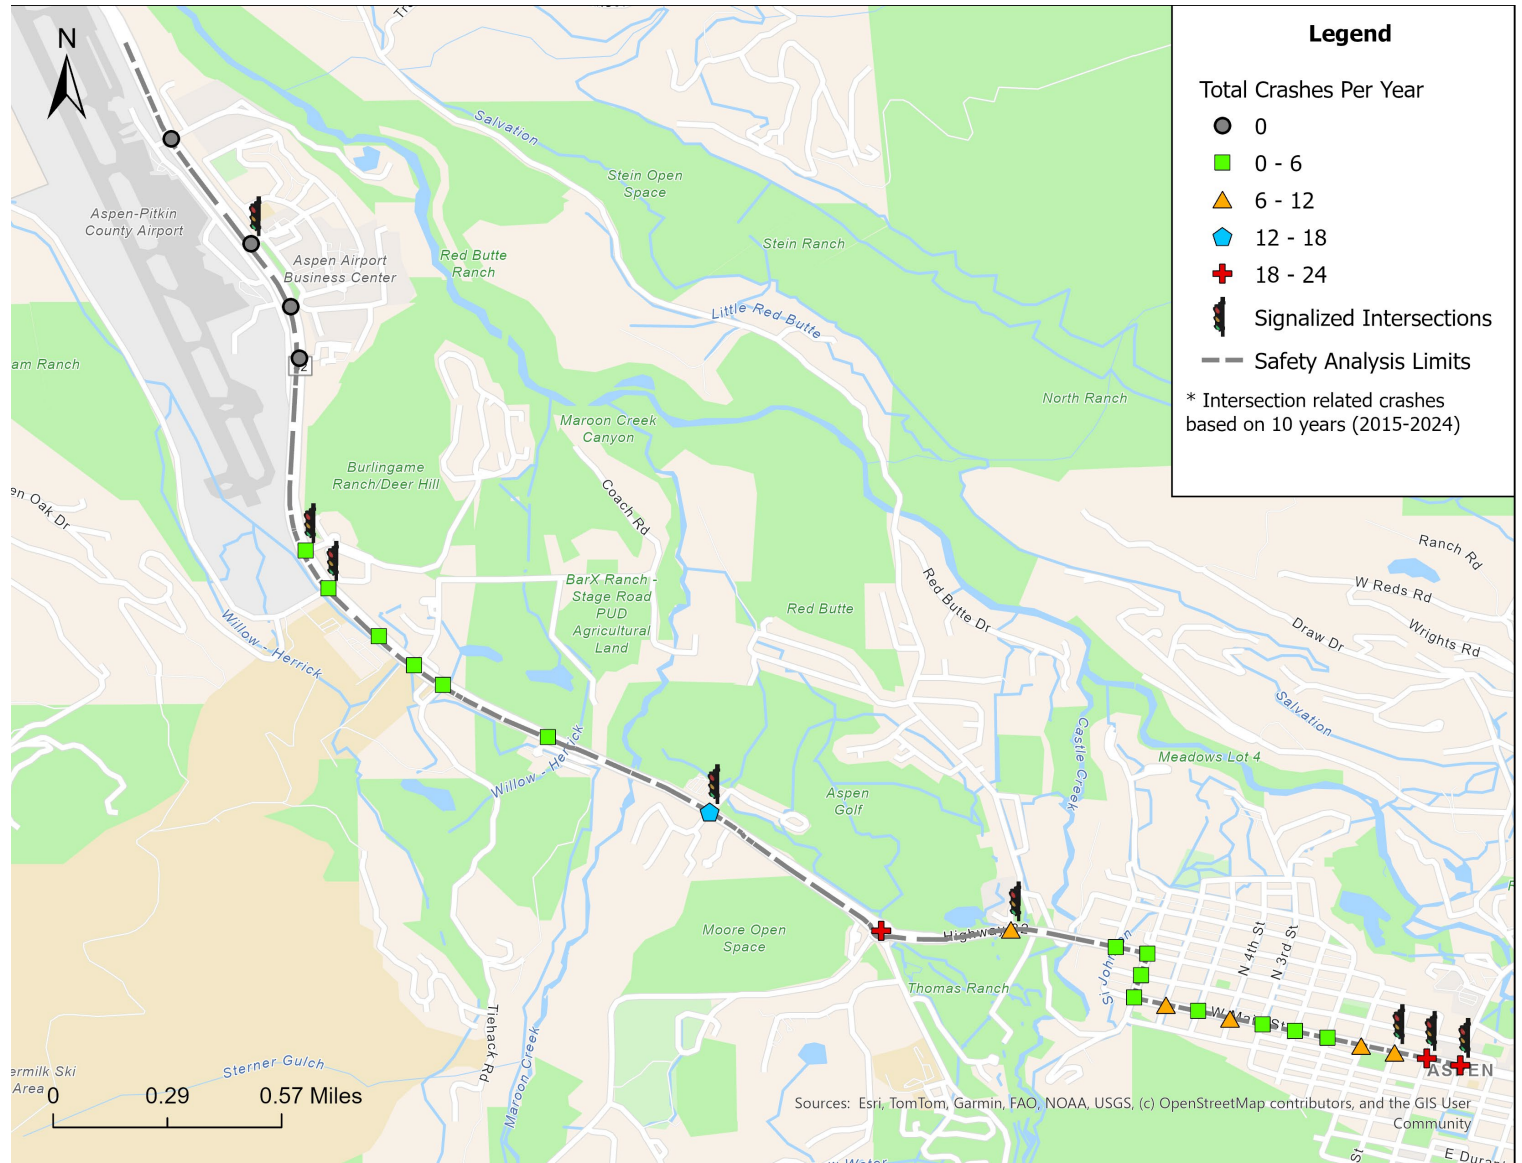 N
Legend
Total Crashes Per Year
0
0 - 6
6 - 12
12 - 18
18 - 24
Signalized Intersections
Safety Analysis Limits
* Intersection related crashes
based on 10 years (2015-2024)
Salvation
Stein Open
Space
Aspen-Pitkin
County Airport
Stein Ranch
Red Butte
Ranch
Aspen Airport
Business Center
Little Red Butte
am Ranch
North Ranch
Maroon Creek
Canyon
Burlingame
Ranch/Deer Hill
en Oak Dr
Coach Rd
Ranch Rd
BarX Ranch -
Stage Road
PUD
Agricultural
Land
Red Butte
Red Butte Dr
W Reds Rd
Draw Dr
Wrights Rd
Willow - Herrick
Salvation
Castle Creek
Willow - Herrick
Meadows Lot 4
Aspen
Golf
Moore Open
Space
Highway
N 4th St
N 3rd St
Thomas Ranch
W Main St
Tiehack Rd
Maroon Creek
Sterner Gulch
ermilk Ski
Area
ASPEN
0
0.29
0.57 Miles
Sources: Esri, TomTom, Garmin, FAO, NOAA, USGS, (c) OpenStreetMap contributors, and the GIS User
Community
St
E Duran